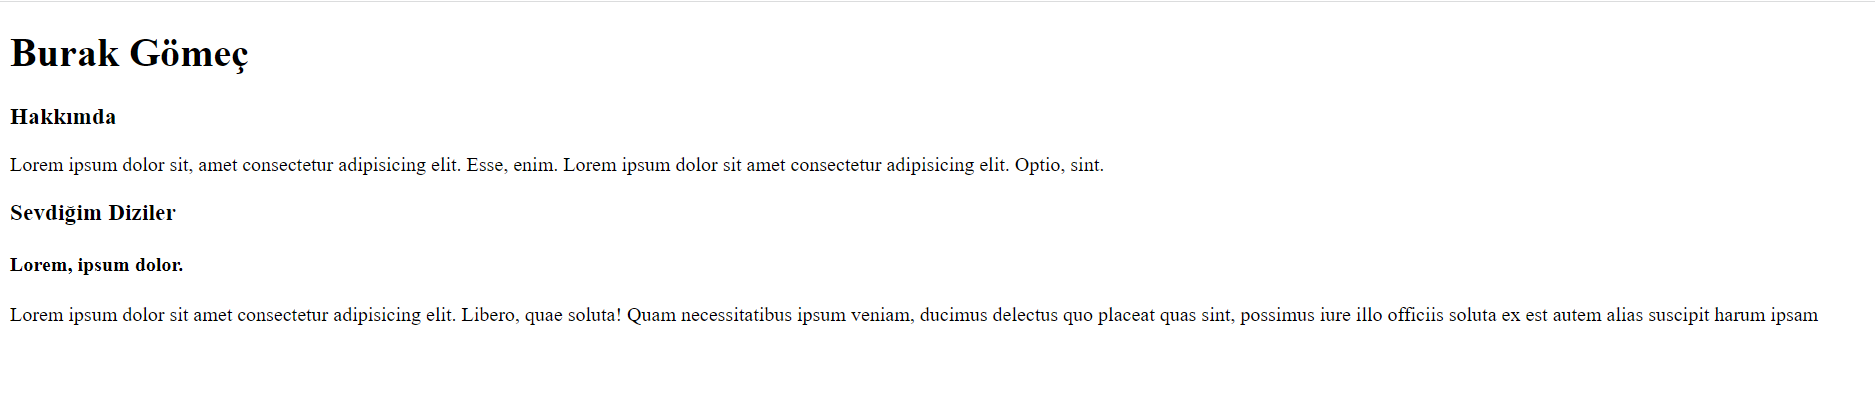 Burak Gömeç
Hakkımda
Lorem ipsum dolor sit, amet consectetur adipisicing elit. Esse, enim. Lorem ipsum dolor sit amet consectetur adipisicing elit. Optio, sint.
Sevdiğim Diziler
Lorem, ipsum dolor.
Lorem ipsum dolor sit amet consectetur adipisicing elit. Libero, quae soluta! Quam necessitatibus ipsum veniam, ducimus delectus quo placeat quas sint, possimus iure illo officiis soluta ex est autem alias suscipit harum ipsam